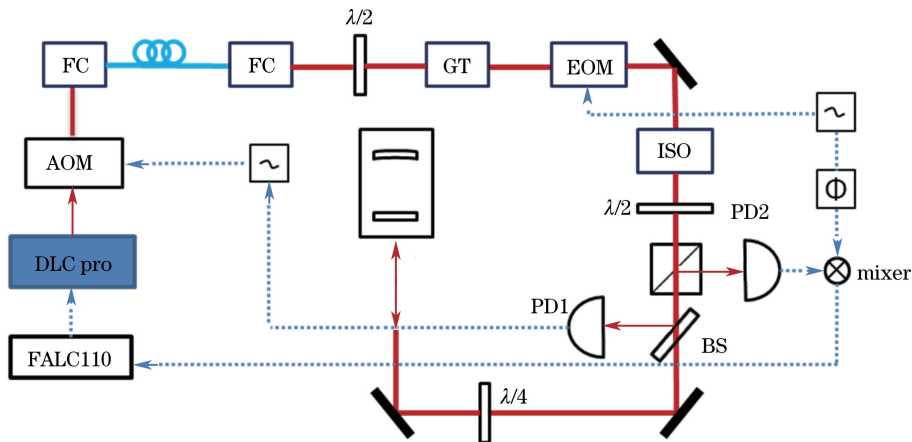 λ/2
FC
FC
GT
EOM
~
AOM
~
ISO
Φ
λ/2
PD2
DLC pro
mixer
PD1
BS
FALC110
λ/4